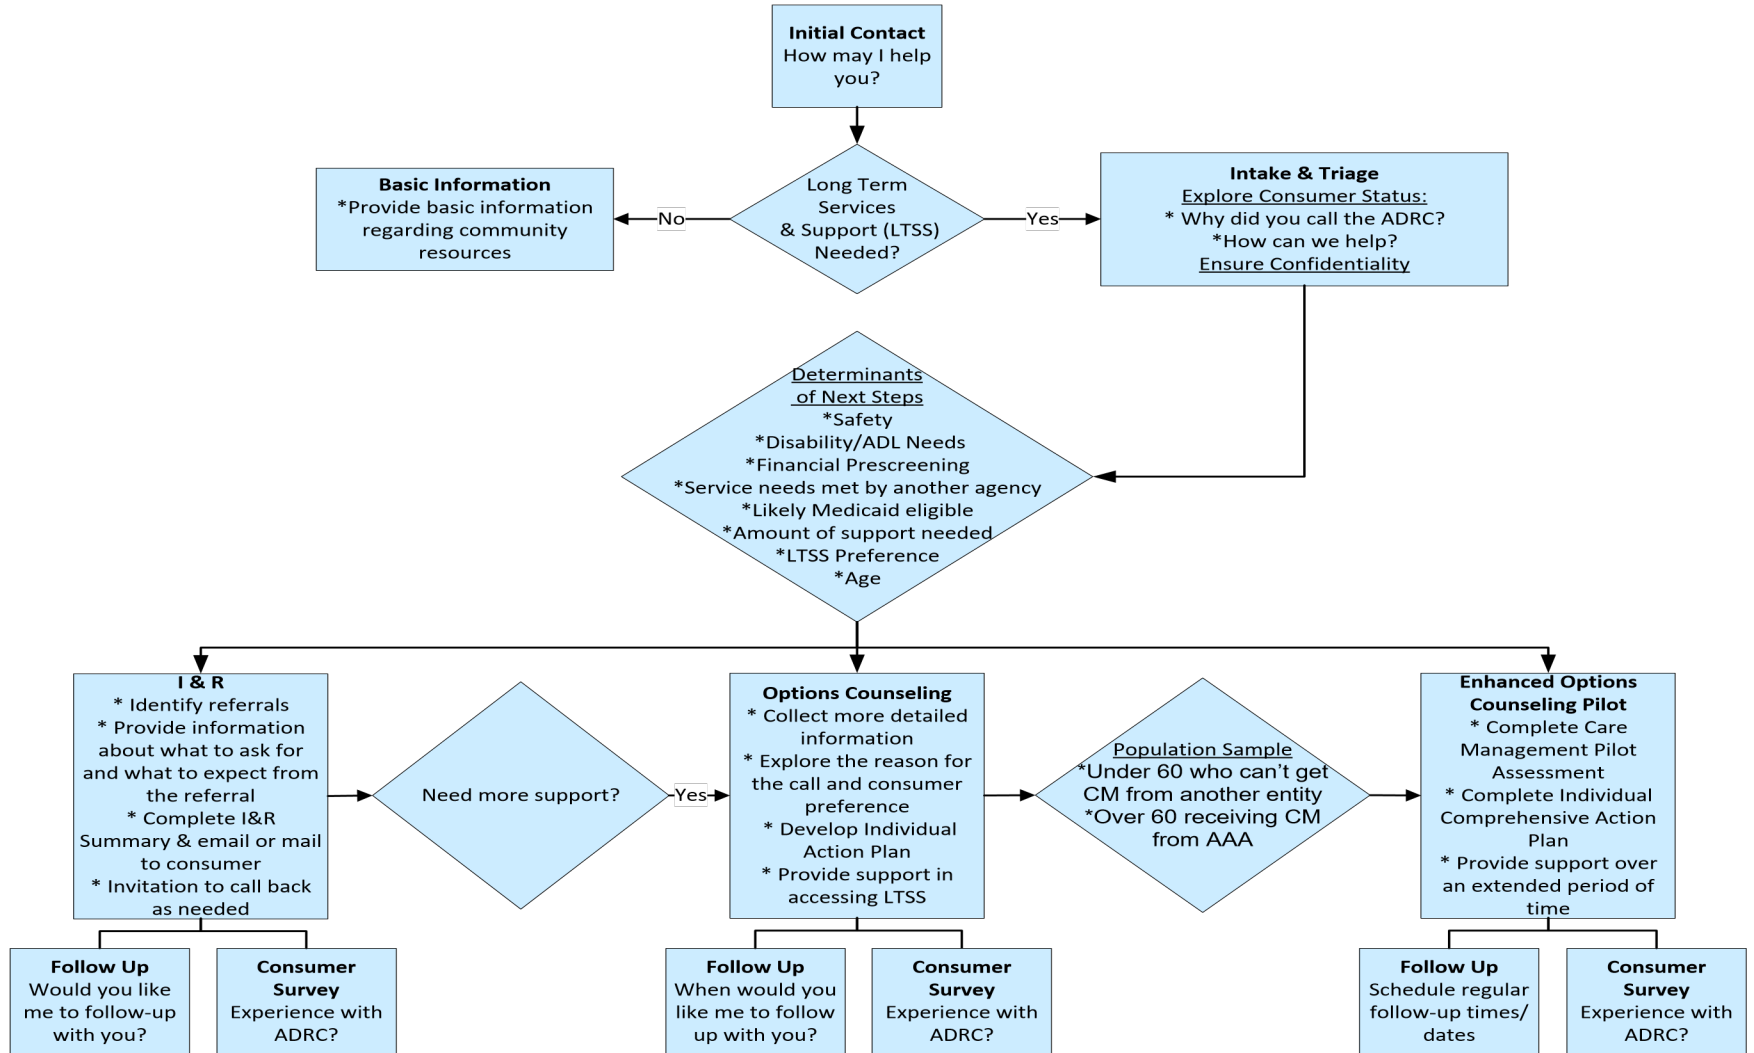 Initial Contact
How may I help
you?
Basic Information
*Provide basic information
regarding community
resources
No
Long Term
Services
& Support (LTSS)
Needed?
Yes
Intake & Triage
Explore Consumer Status:
* Why did you call the ADRC?
*How can we help?
Ensure Confidentiality
Determinants
of Next Steps
*Safety
*Disability/ADL Needs
*Financial Prescreening
*Service needs met by another agency
*Likely Medicaid eligible
*Amount of support needed
*LTSS Preference
*Age
I & R
* Identify referrals
* Provide information
about what to ask for
and what to expect from
the referral
* Complete I&R
Summary & email or mail
to consumer
* Invitation to call back
as needed
Need more support?
Yes
Options Counseling
* Collect more detailed
information
* Explore the reason for
the call and consumer
preference
* Develop Individual
Action Plan
* Provide support in
accessing LTSS
Population Sample
*Under 60 who can’t get
CM from another entity
*Over 60 receiving CM
from AAA
Enhanced Options
Counseling Pilot
* Complete Care
Management Pilot
Assessment
* Complete Individual
Comprehensive Action
Plan
* Provide support over
an extended period of
time
Follow Up
Would you like
me to follow-up
with you?
Consumer
Survey
Experience with
ADRC?
Follow Up
When would you
like me to follow
up with you?
Consumer
Survey
Experience with
ADRC?
Follow Up
Schedule regular
follow-up times/
dates
Consumer
Survey
Experience with
ADRC?